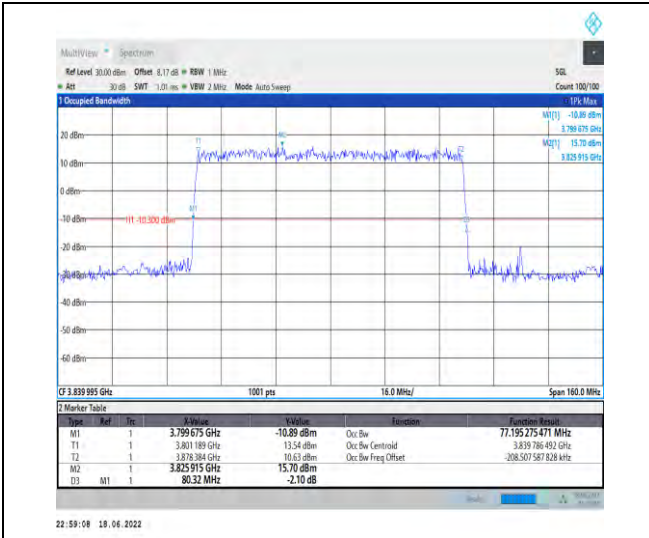 MultiView Spectrum
Ref Level 30.00 dBm Offset 8.17 dB RBW 1 MHz SGL
Att 30 dB SWT 1.01 ms VBW 2 MHz Mode Auto Sweep Count 100/100
1 Occupied Bandwidth 1Pk Max
M1[1] -10.89 dBm
3.799 675 GHz
M2[1] 15.70 dBm
3.825 915 GHz
20 dBm
T1
M2
T2
10 dBm
0 dBm
M1
-10 dBm
H1 -10.300 dBm
D3
-20 dBm
-30 dBm
-40 dBm
-50 dBm
-60 dBm
CF 3.839 995 GHz 1001 pts 16.0 MHz/ Span 160.0 MHz
2 Marker Table
Type Ref Trc X-Value Y-Value Function Function Result
M1 1 3.799 675 GHz -10.89 dBm Occ Bw 77.195 275 471 MHz
T1 1 3.801 189 GHz 13.54 dBm Occ Bw Centroid 3.839 786 492 GHz
T2 1 3.878 384 GHz 10.63 dBm Occ Bw Freq Offset -208.507 587 828 kHz
M2 1 3.825 915 GHz 15.70 dBm
D3 M1 1 80.32 MHz -2.10 dB
22:59:08 18.06.2022